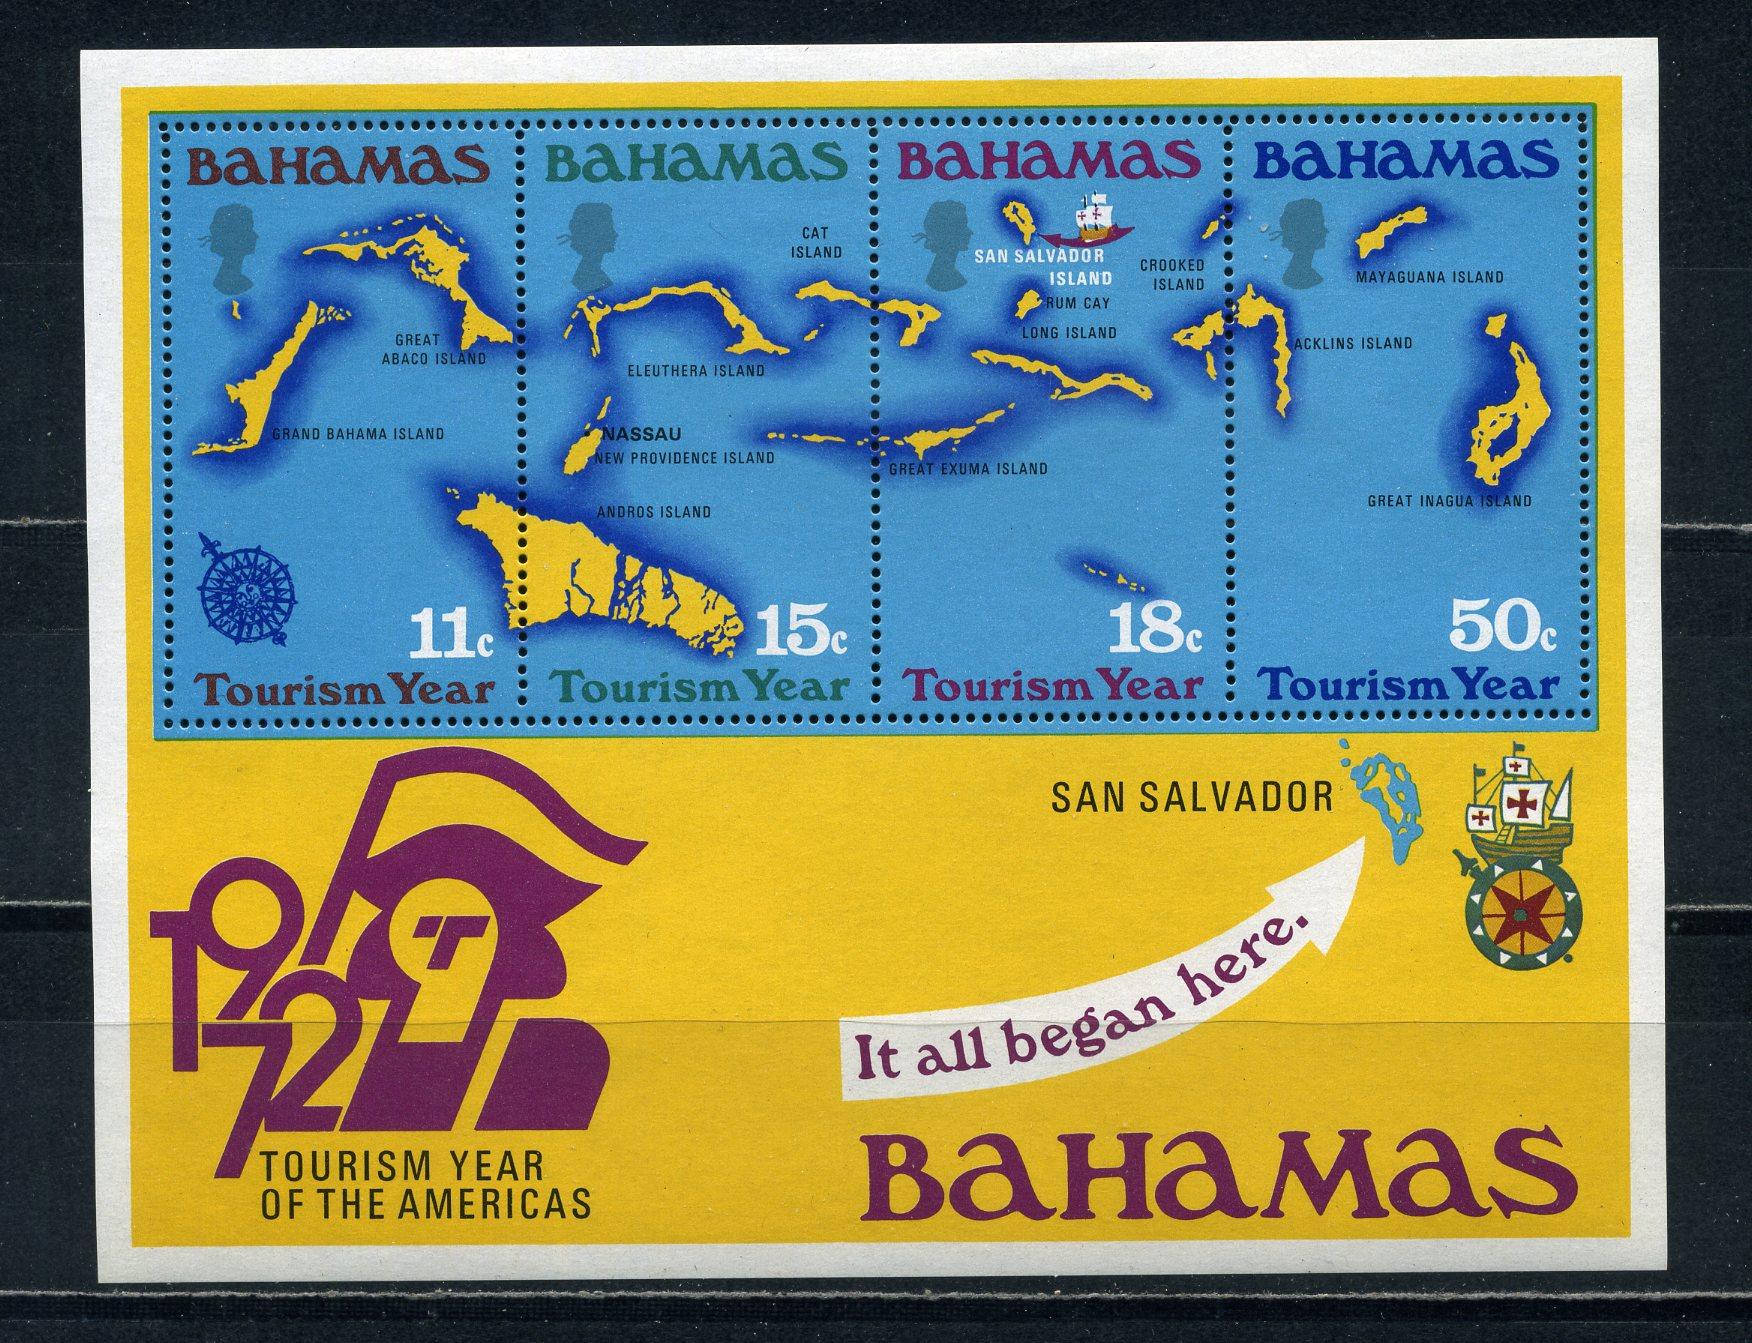 BAHAMAS
GREAT
ABACO ISLAND
GRAND BAHAMA ISLAND
11c
Tourism Year
BAHAMAS
CAT
ISLAND
ELEUTHERA ISLAND
NASSAU
NEW PROVIDENCE ISLAND
ANDROS ISLAND
15c
Tourism Year
BAHAMAS
SAN SALVADOR
ISLAND
CROOKED
ISLAND
RUM CAY
LONG ISLAND
GREAT EXUMA ISLAND
18c
Tourism Year
BAHAMAS
MAYAGUANA ISLAND
ACKLINS ISLAND
GREAT INAGUA ISLAND
50c
Tourism Year
1972
TOURISM YEAR
OF THE AMERICAS
SAN SALVADOR
It all began here.
BAHAMAS